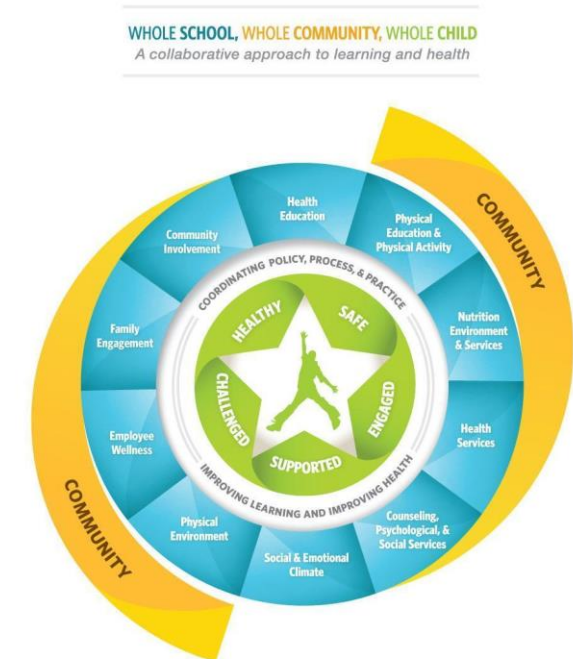 WHOLE SCHOOL, WHOLE COMMUNITY, WHOLE CHILD
A collaborative approach to learning and health
COMMUNITY
Health
Education
Physical
Education &
Physical Activity
Nutrition
Environment
& Services
Health
Services
Counseling,
Psychological, &
Social Services
Social & Emotional
Climate
Physical
Environment
Employee
Wellness
Family
Engagement
Community
Involvement
COORDINATING POLICY, PROCESS, & PRACTICE
IMPROVING LEARNING AND IMPROVING HEALTH
HEALTHY
SAFE
ENGAGED
SUPPORTED
CHALLENGED
COMMUNITY